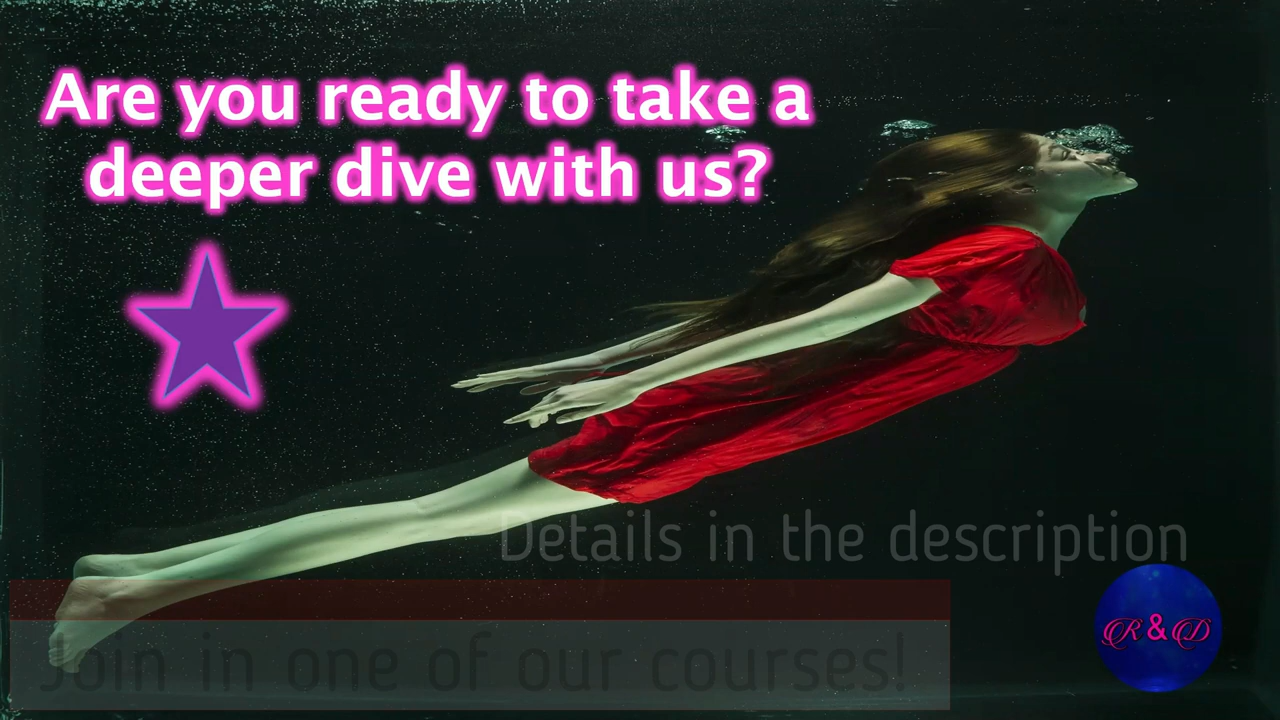 Are you ready to take a
deeper dive with us?
Details in the description
Join in one of our courses!
R & D